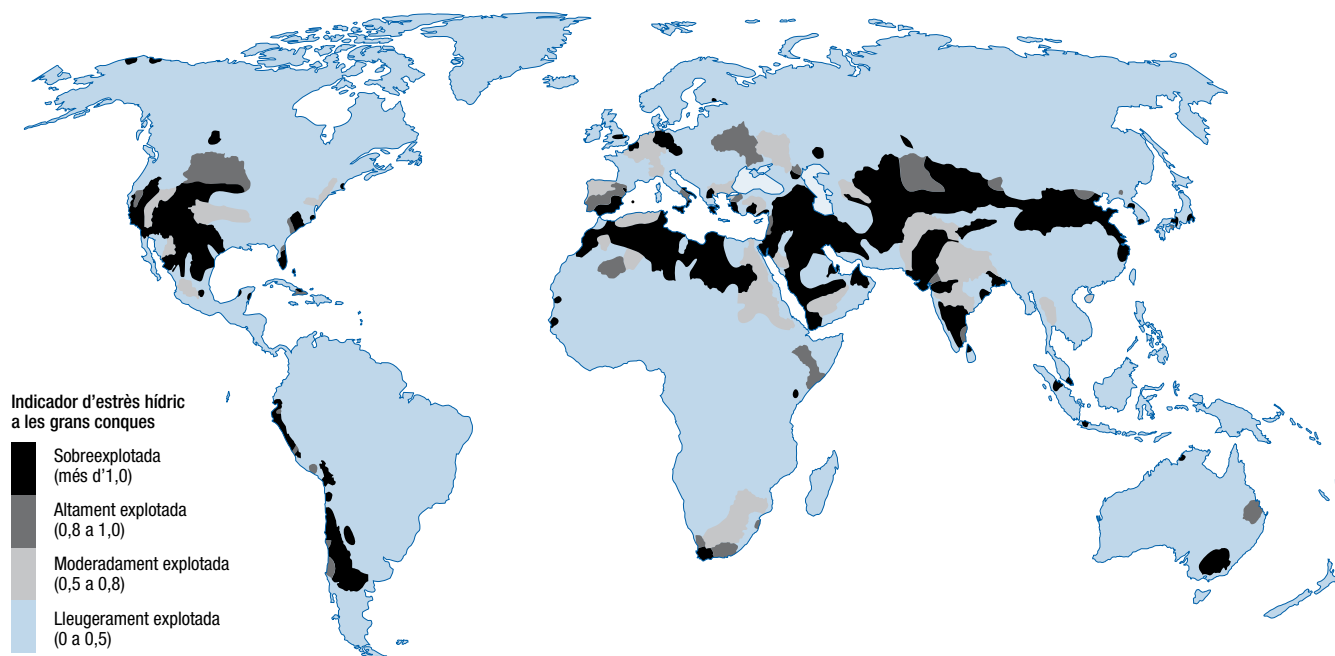 Indicador d'estrès hídric
a les grans conques
Sobreexplotada
(més d'1,0)
Altament explotada
(0,8 a 1,0)
Moderadament explotada
(0,5 a 0,8)
Lleugerament explotada
(0 a 0,5)